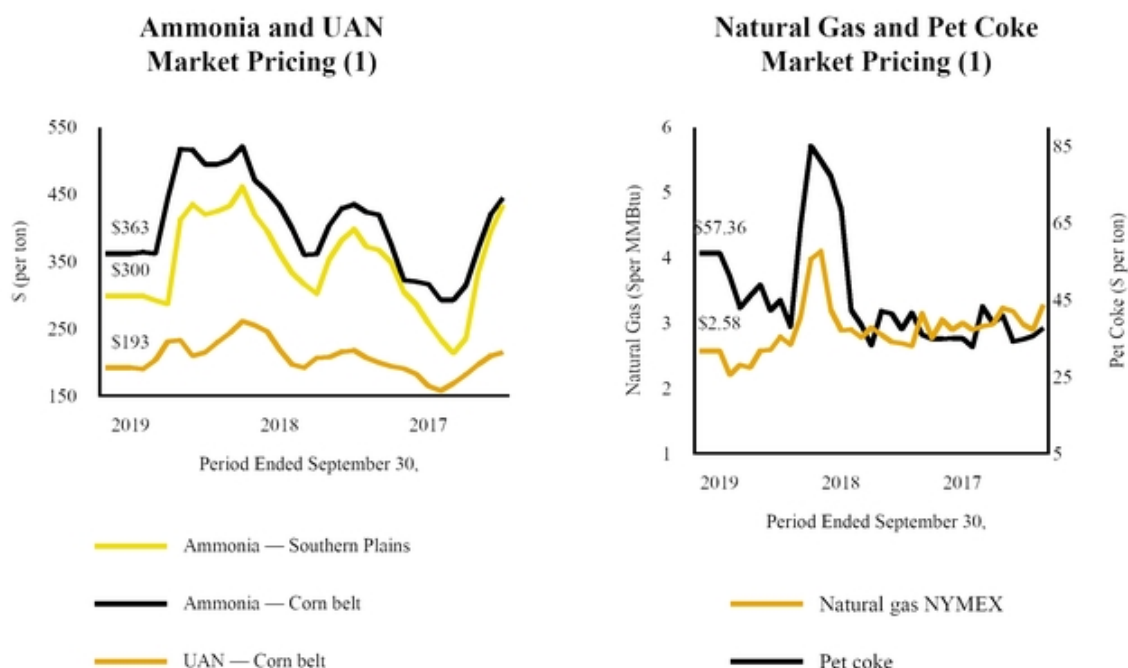 Ammonia and UAN
Market Pricing (1)
550
450
350
250
150
$ (per ton)
$363
$300
$193
2019
2018
2017
Period Ended September 30,
Ammonia — Southern Plains
Ammonia — Corn belt
UAN — Corn belt
Natural Gas and Pet Coke
Market Pricing (1)
6
5
4
3
2
1
Natural Gas ($per MMBtu)
85
65
45
25
5
Pet Coke ($ per ton)
$57.36
$2.58
2019
2018
2017
Period Ended September 30,
Natural gas NYMEX
Pet coke